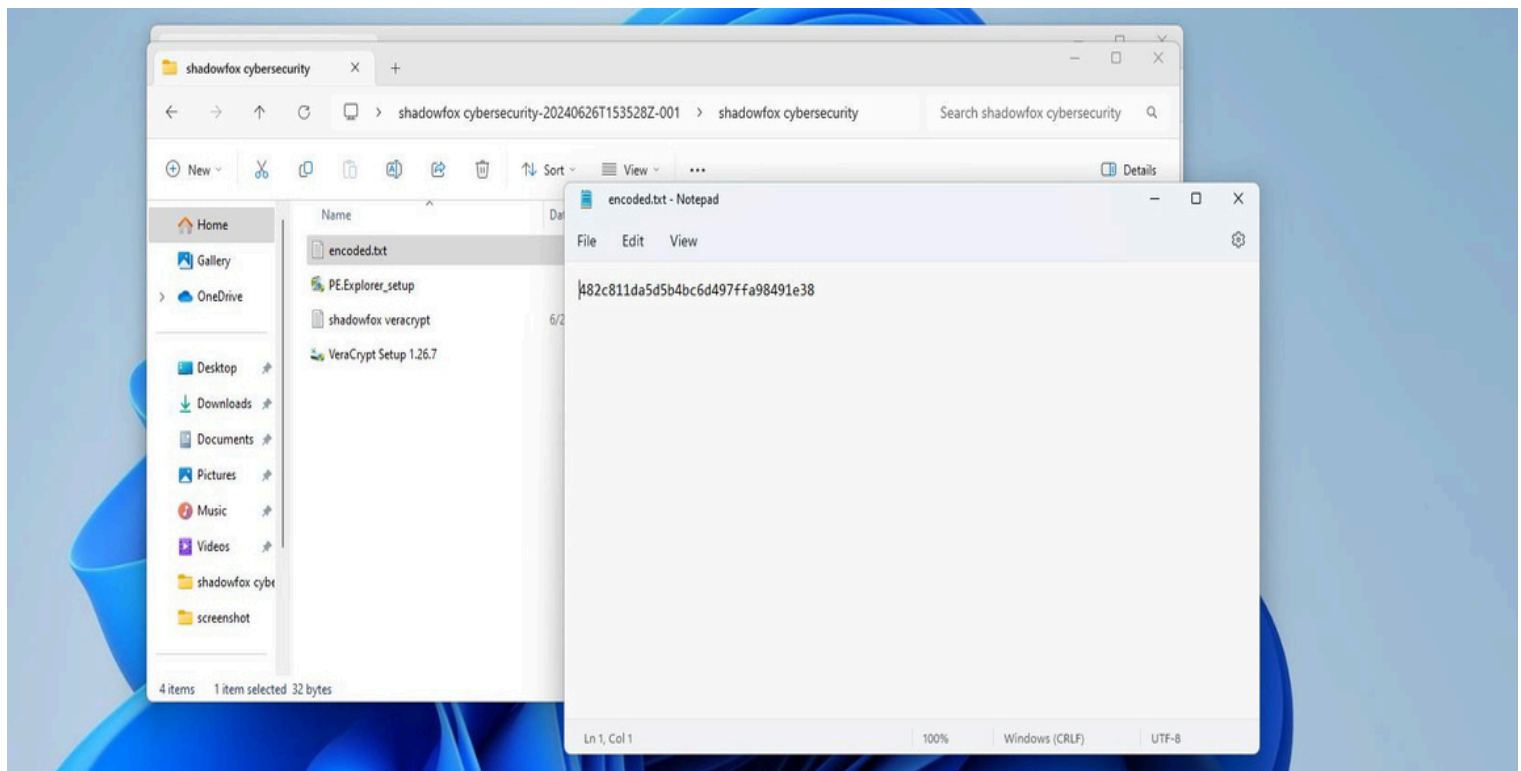 shadowfox cybersecurity
shadowfox cybersecurity-20240626T153528Z-001 > shadowfox cybersecurity
Search shadowfox cybersecurity
New
Sort
View
Details
Home
Gallery
OneDrive
Desktop
Downloads
Documents
Pictures
Music
Videos
shadowfox cybe
screenshot
Name
encoded.txt
PE.Explorer_setup
shadowfox veracrypt
6/2
VeraCrypt Setup 1.26.7
4 items 1 item selected 32 bytes
encoded.txt - Notepad
File Edit View
482c811da5d5b4bc6d497ffa98491e38
Ln 1, Col 1
100%
Windows (CRLF)
UTF-8